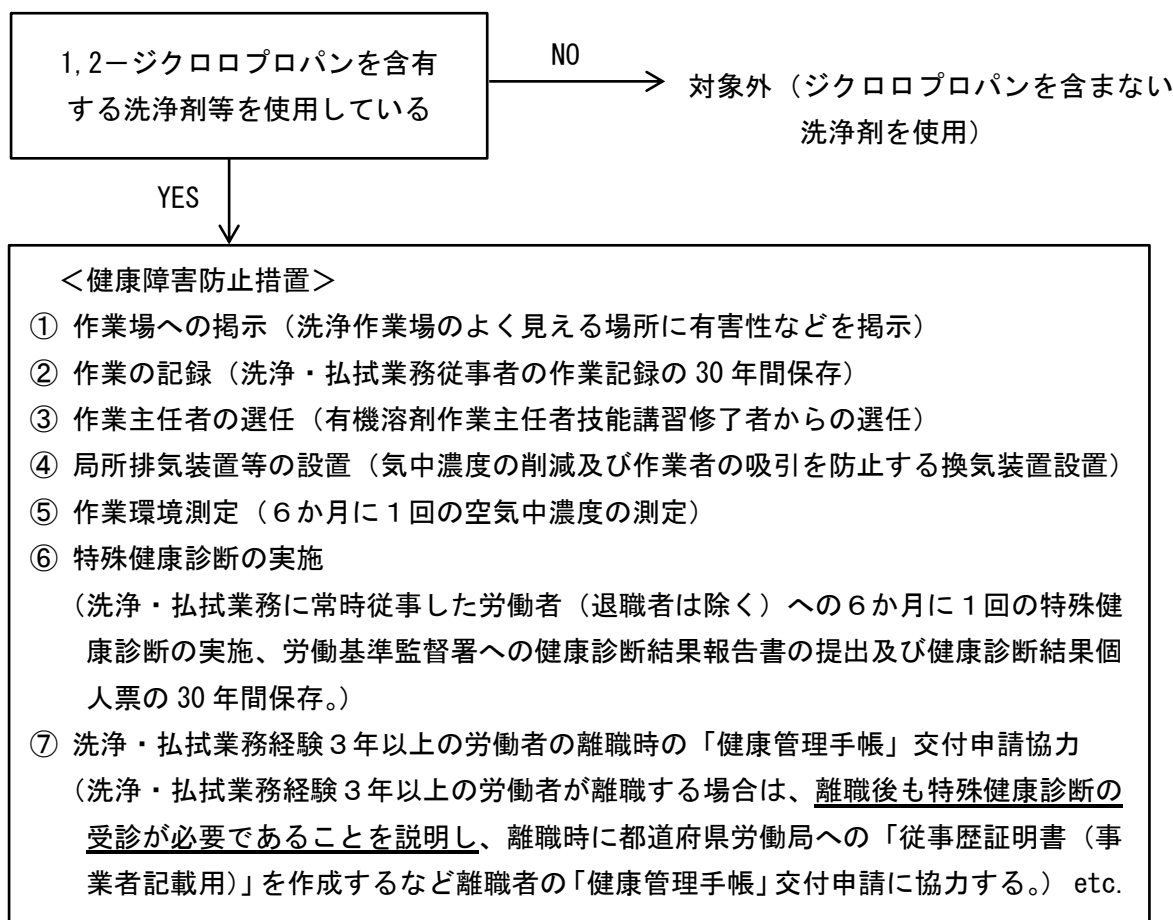 1,2－ジクロロプロパンを含有
する洗浄剤等を使用している
NO
対象外（ジクロロプロパンを含まない
洗浄剤を使用）
YES
＜健康障害防止措置＞
① 作業場への掲示（洗浄作業場のよく見える場所に有害性などを掲示）
② 作業の記録（洗浄・払拭業務従事者の作業記録の 30 年間保存）
③ 作業主任者の選任（有機溶剤作業主任者技能講習修了者からの選任）
④ 局所排気装置等の設置（気中濃度の削減及び作業者の吸引を防止する換気装置設置）
⑤ 作業環境測定（６か月に１回の空気中濃度の測定）
⑥ 特殊健康診断の実施
（洗浄・払拭業務に常時従事した労働者（退職者は除く）への６か月に１回の特殊健
康診断の実施、労働基準監督署への健康診断結果報告書の提出及び健康診断結果個
人票の 30 年間保存。）
⑦ 洗浄・払拭業務経験３年以上の労働者の離職時の「健康管理手帳」交付申請協力
（洗浄・払拭業務経験３年以上の労働者が離職する場合は、離職後も特殊健康診断の
受診が必要であることを説明し、離職時に都道府県労働局への「従事歴証明書（事
業者記載用）」を作成するなど離職者の「健康管理手帳」交付申請に協力する。） etc.